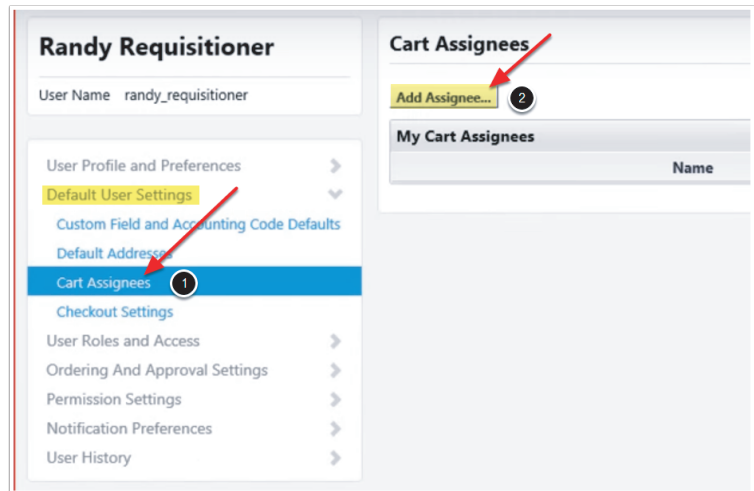 Randy Requisitioner
User Name randy_requisitioner
User Profile and Preferences
Default User Settings
Custom Field and Accounting Code Defaults
Default Addresses
Cart Assignees
1
Checkout Settings
User Roles and Access
Ordering And Approval Settings
Permission Settings
Notification Preferences
User History
Cart Assignees
Add Assignee...
2
My Cart Assignees
Name